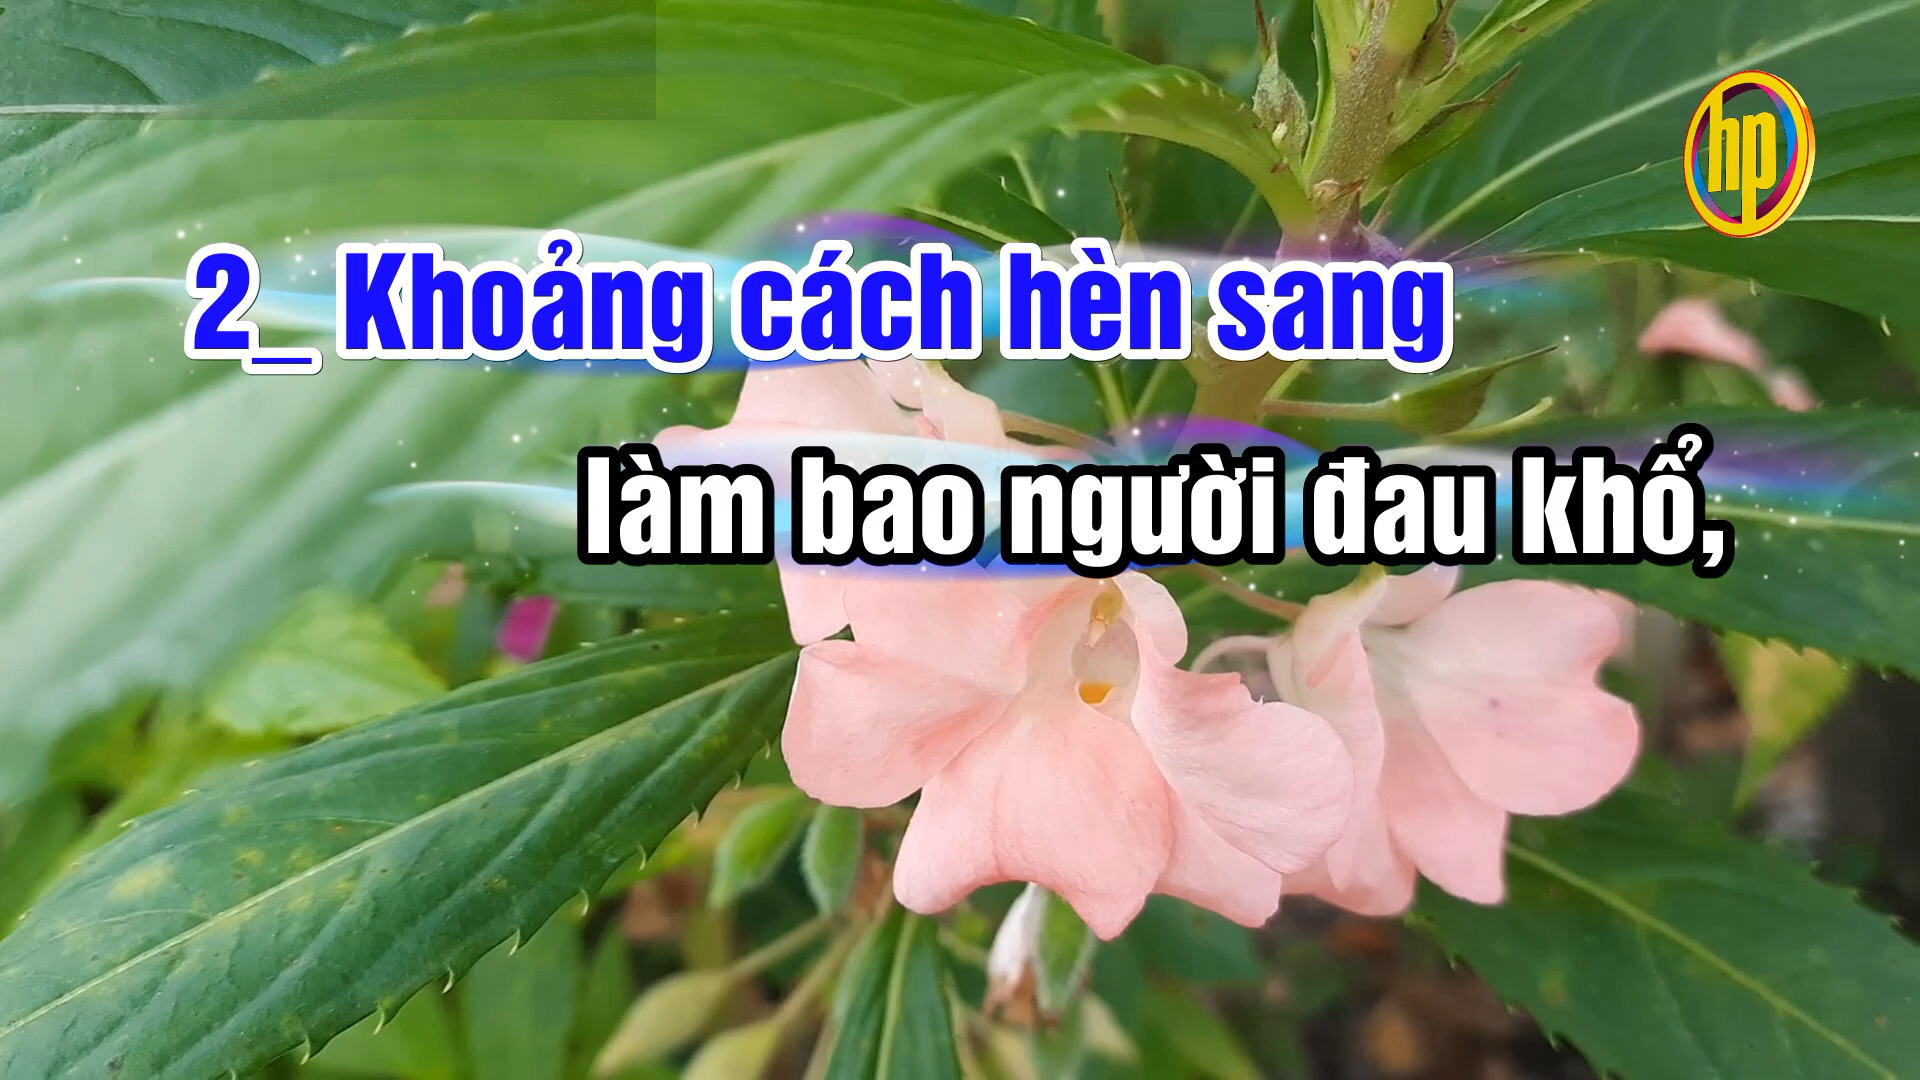 hp
2_ Khoảng cách hèn sang
làm bao người đau khổ,